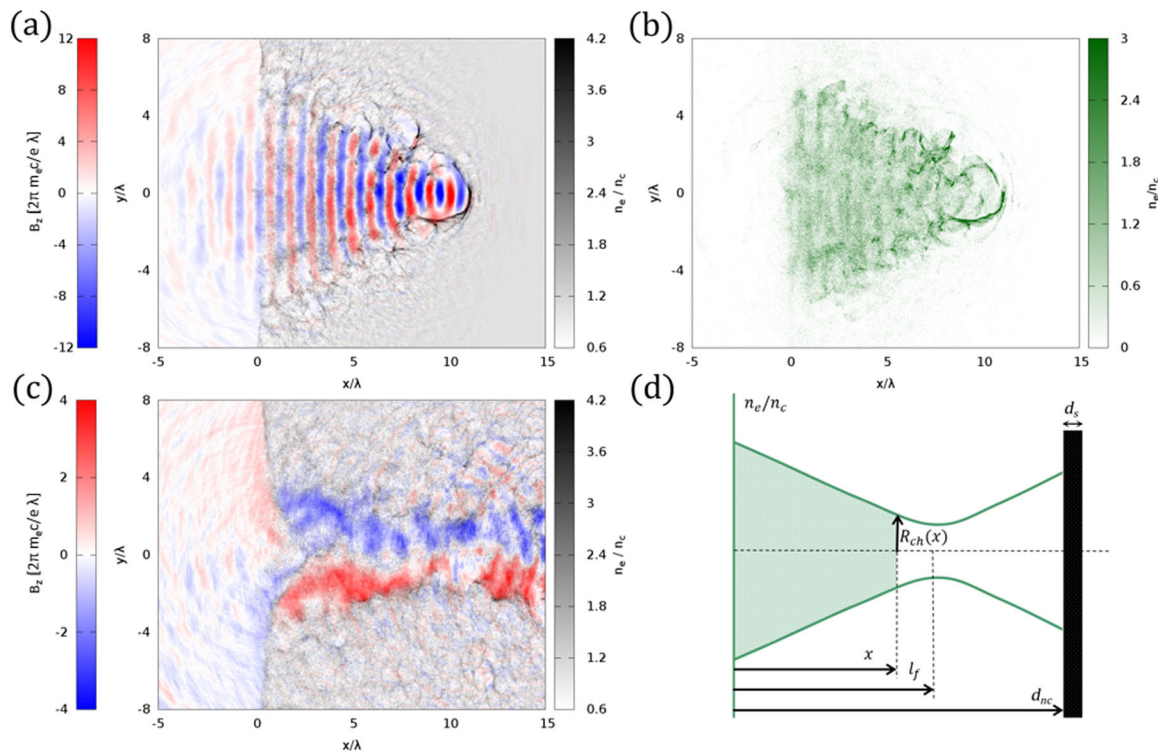 (a)
12
8
4
0
-4
-8
-12
B_z [2π m_e c/e λ]
8
4
0
-4
-8
y/λ
-5
0
5
10
15
x/λ
4.2
3.6
3
2.4
1.8
1.2
0.6
n_e / n_c
(b)
8
4
0
-4
-8
y/λ
-5
0
5
10
15
x/λ
3
2.4
1.8
1.2
0.6
0
n_e/n_c
(c)
4
2
0
-2
-4
B_z [2π m_e c/e λ]
8
4
0
-4
-8
y/λ
-5
0
5
10
15
x/λ
4.2
3.6
3
2.4
1.8
1.2
0.6
n_e / n_c
(d)
n_e/n_c
d_s
R_ch(x)
x
l_f
d_nc